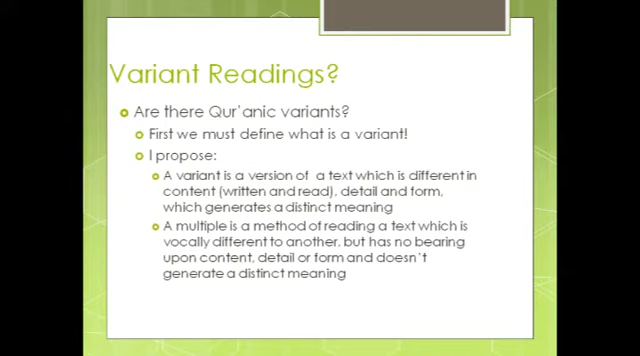 Variant Readings?
Are there Qur'anic variants?
First we must define what is a variant!
I propose:
A variant is a version of a text which is different in
content (written and read), detail and form,
which generates a distinct meaning
A multiple is a method of reading a text which is
vocally different to another, but has no bearing
upon content, detail or form and doesn't
generate a distinct meaning